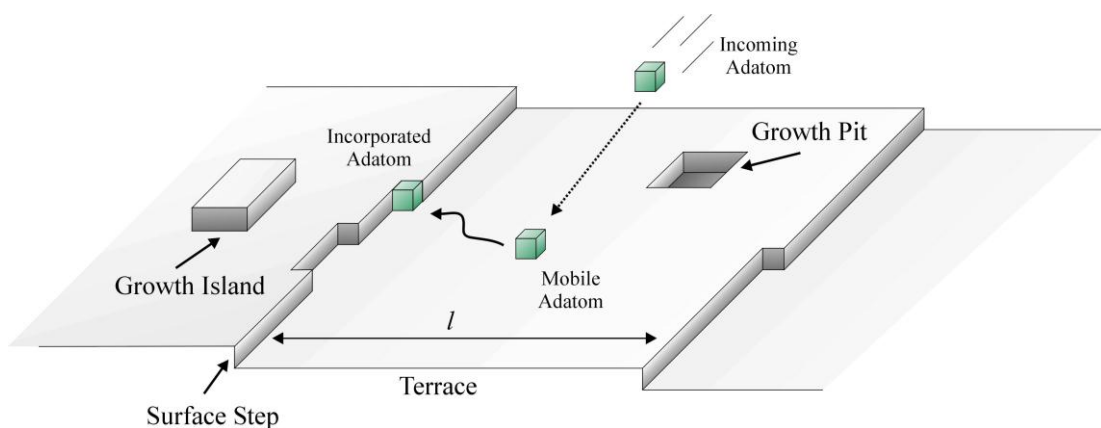 Incoming
Adatom
Growth Pit
Incorporated
Adatom
Growth Island
Mobile
Adatom
l
Terrace
Surface Step